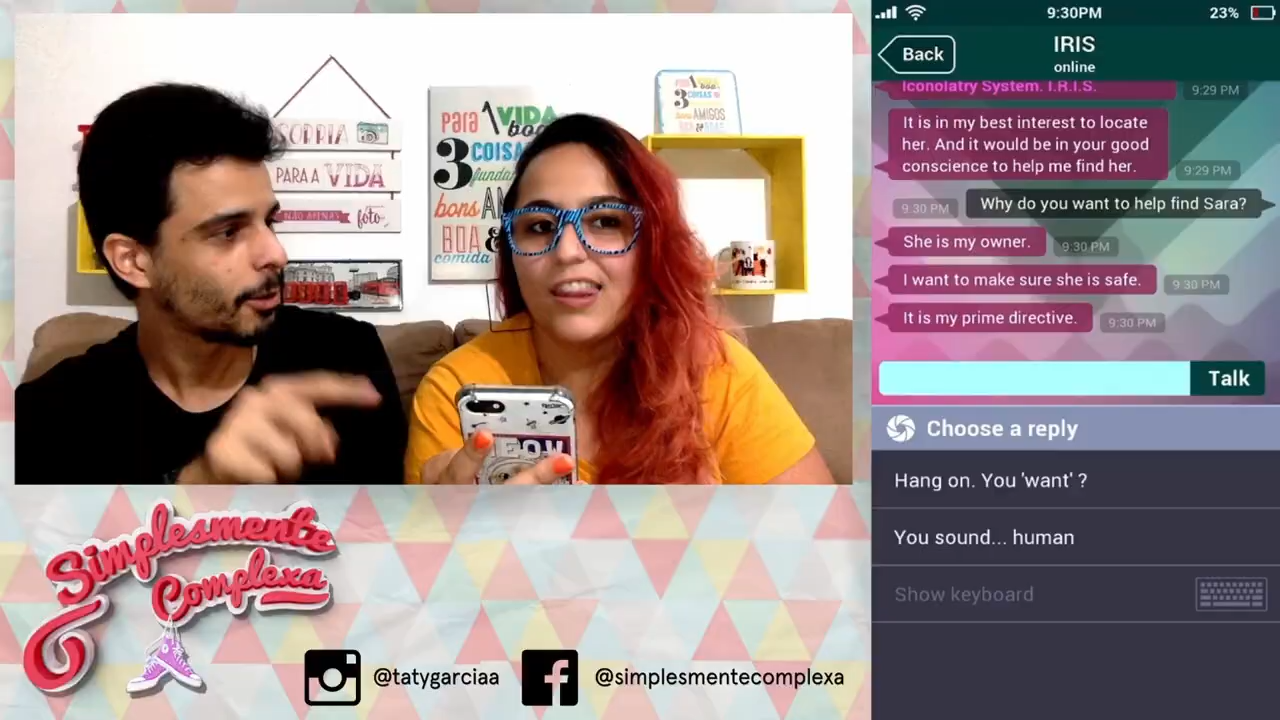 SORRIA
PARA A VIDA
NÃO APENAS foto
para 1 VIDA
boa
3 COISAS
bons
BOA &
comida
3 COISAS
AMIGOS
MEOW
Simplesmente
Complexa
@tatygarciaa
@simplesmentecomplexa
9:30PM
23%
Back
IRIS
online
Iconolatry System. I.R.I.S.
9:29 PM
It is in my best interest to locate
her. And it would be in your good
conscience to help me find her.
9:29 PM
9:30 PM
Why do you want to help find Sara?
She is my owner.
9:30 PM
I want to make sure she is safe.
9:30 PM
It is my prime directive.
9:30 PM
Talk
Choose a reply
Hang on. You 'want' ?
You sound... human
Show keyboard